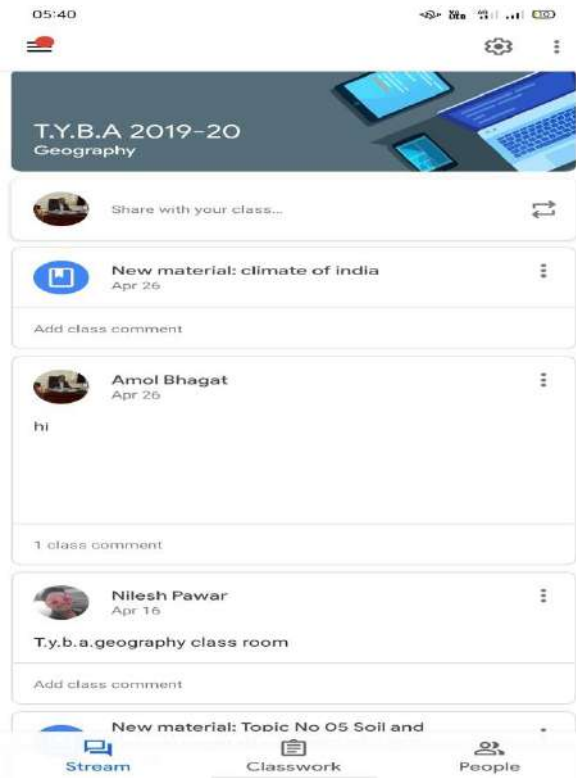 05:40
T.Y.B.A 2019-20
Geography
Share with your class...
New material: climate of india
Apr 26
Add class comment
Amol Bhagat
Apr 26
hi
1 class comment
Nilesh Pawar
Apr 16
T.y.b.a.geography class room
Add class comment
New material: Topic No 05 Soil and
Stream
Classwork
People